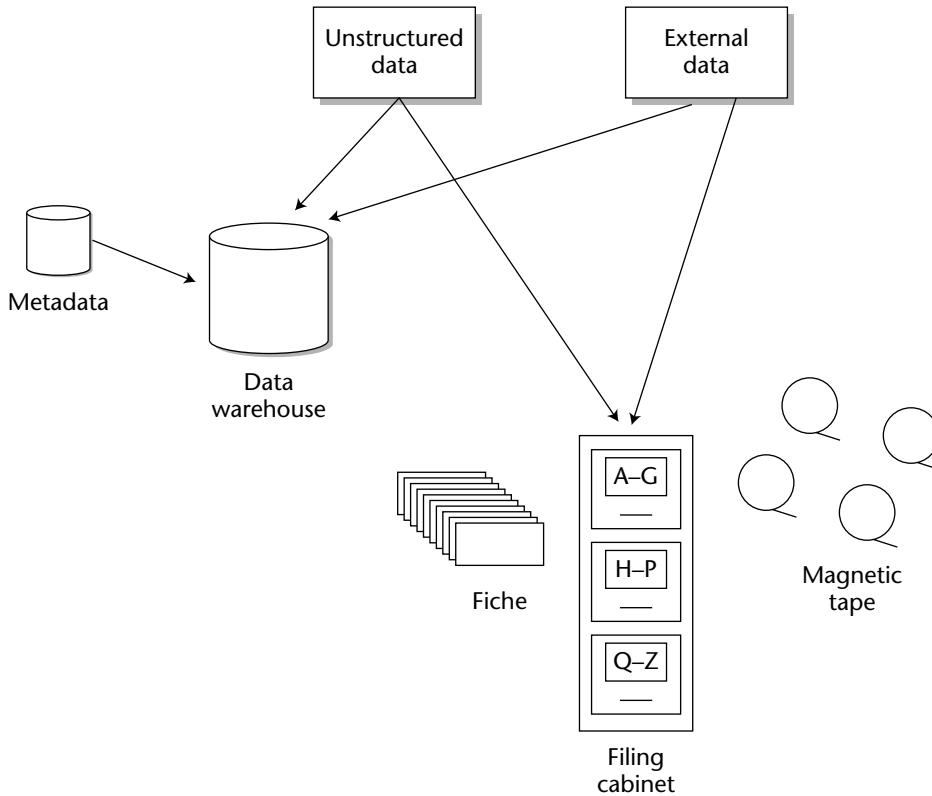 Unstructured
data
External
data
Metadata
Data
warehouse
A–G
H–P
Q–Z
Fiche
Magnetic
tape
Filing
cabinet